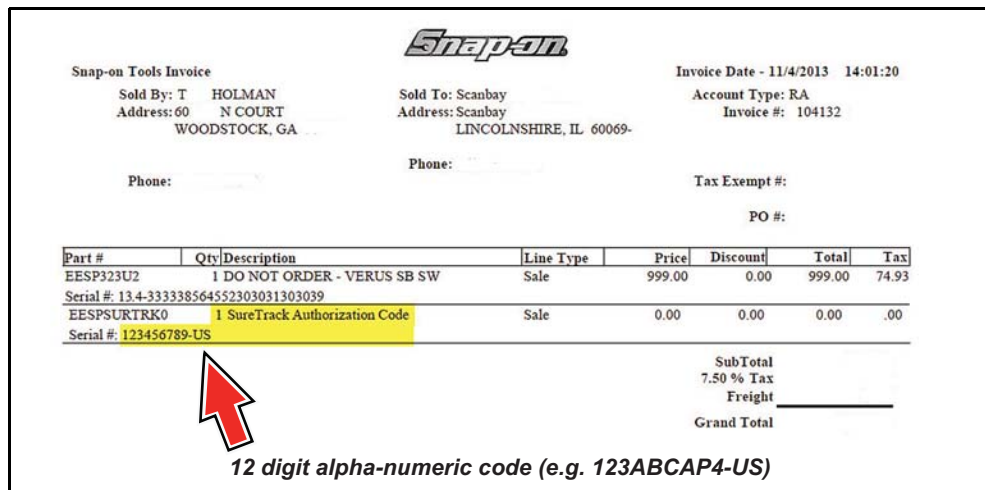 Snap-on
Snap-on Tools Invoice
Invoice Date - 11/4/2013 14:01:20
Sold By: T HOLMAN
Sold To: Scanbay
Account Type: RA
Address: 60 N COURT
Address: Scanbay
Invoice #: 104132
WOODSTOCK, GA
LINCOLNSHIRE, IL 60069-
Phone:
Phone:
Tax Exempt #:
PO #:
Part # Qty Description Line Type Price Discount Total Tax
EESP323U2 1 DO NOT ORDER - VERUS SB SW Sale 999.00 0.00 999.00 74.93
Serial #: 13.4-333338564552303031303039
EESPSURTRK0 1 SureTrack Authorization Code Sale 0.00 0.00 0.00 .00
Serial #: 123456789-US
SubTotal
7.50 % Tax
Freight
Grand Total
12 digit alpha-numeric code (e.g. 123ABCAP4-US)